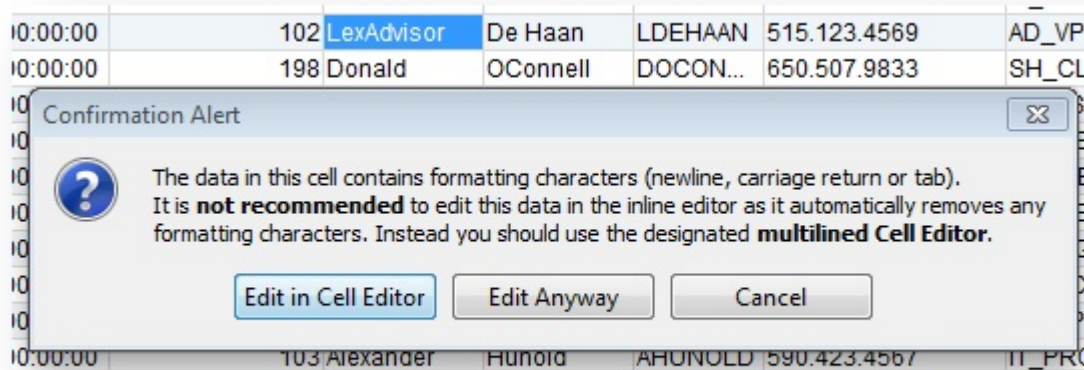 00:00:00 102 LexAdvisor De Haan LDEHAAN 515.123.4569 AD_VP
00:00:00 198 Donald OConnell DOCON... 650.507.9833 SH_CL
Confirmation Alert
The data in this cell contains formatting characters (newline, carriage return or tab).
It is not recommended to edit this data in the inline editor as it automatically removes any
formatting characters. Instead you should use the designated multilined Cell Editor.
Edit in Cell Editor Edit Anyway Cancel
00:00:00 103 Alexander Hunold AHUNOLD 590.423.4567 IT_PRO